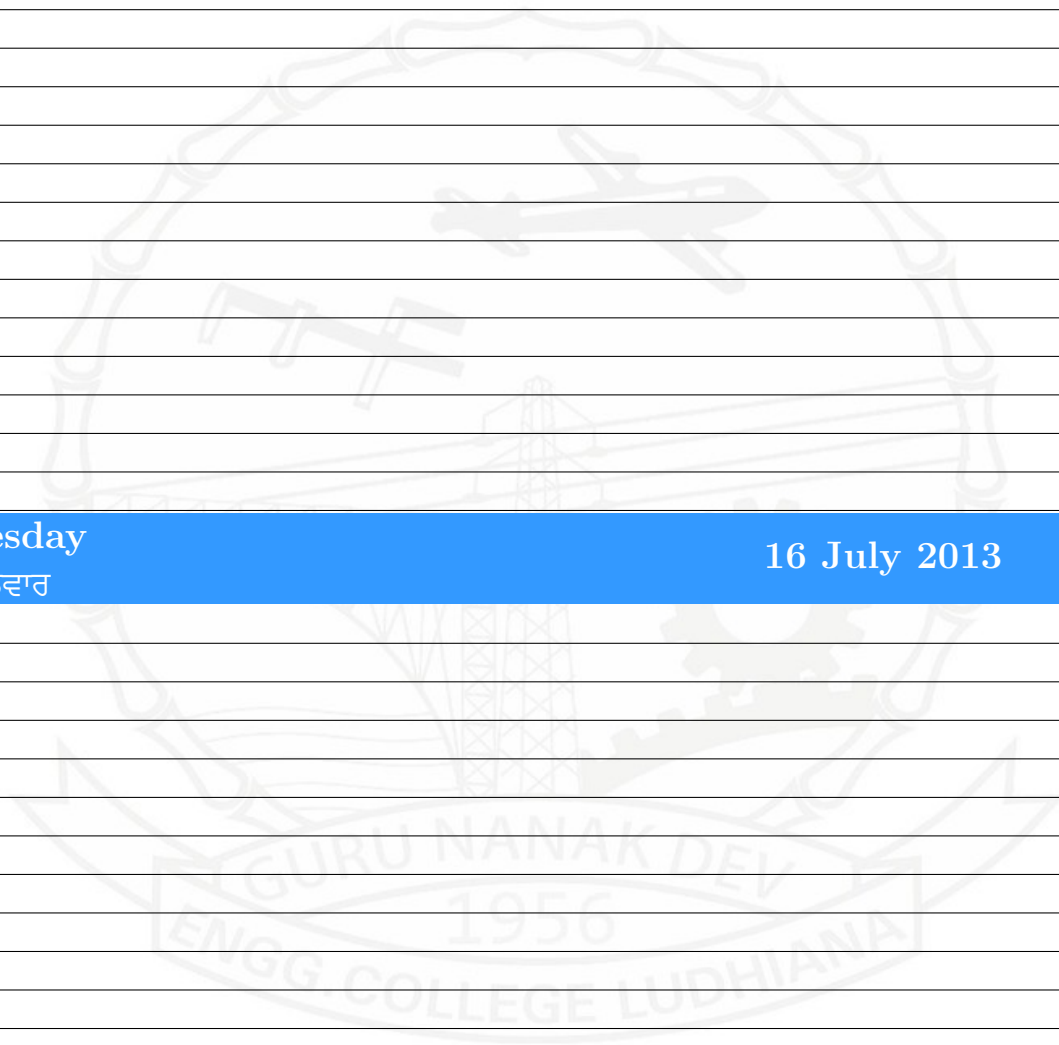 esday
16 July 2013
ਵਾਰ
GURU NANAK DEV
1956
ENGG. COLLEGE LUDHIANA